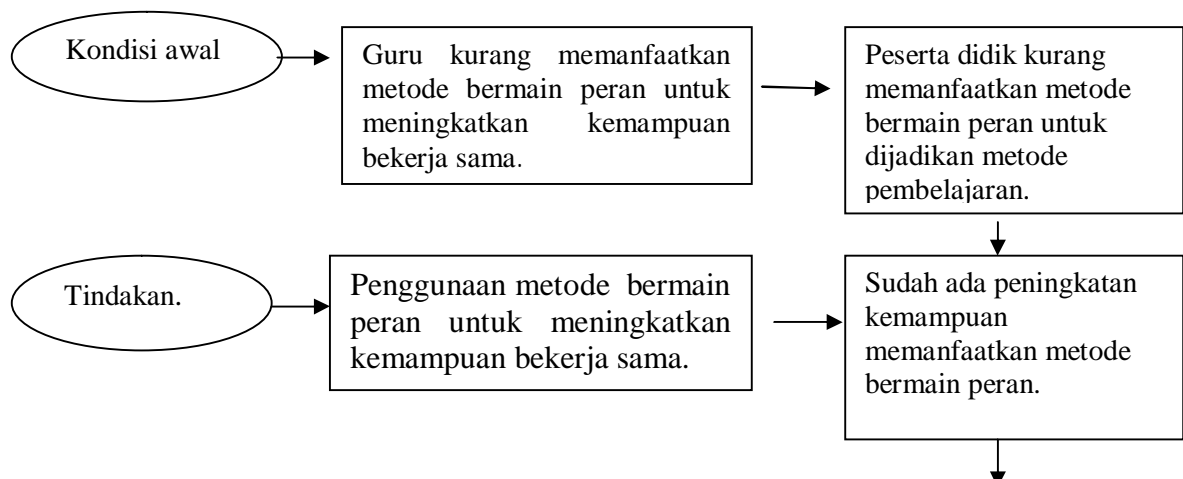 Kondisi awal
Guru kurang memanfaatkan
metode bermain peran untuk
meningkatkan kemampuan
bekerja sama.
Peserta didik kurang
memanfaatkan metode
bermain peran untuk
dijadikan metode
pembelajaran.
Tindakan.
Penggunaan metode bermain
peran untuk meningkatkan
kemampuan bekerja sama.
Sudah ada peningkatan
kemampuan
memanfaatkan metode
bermain peran.